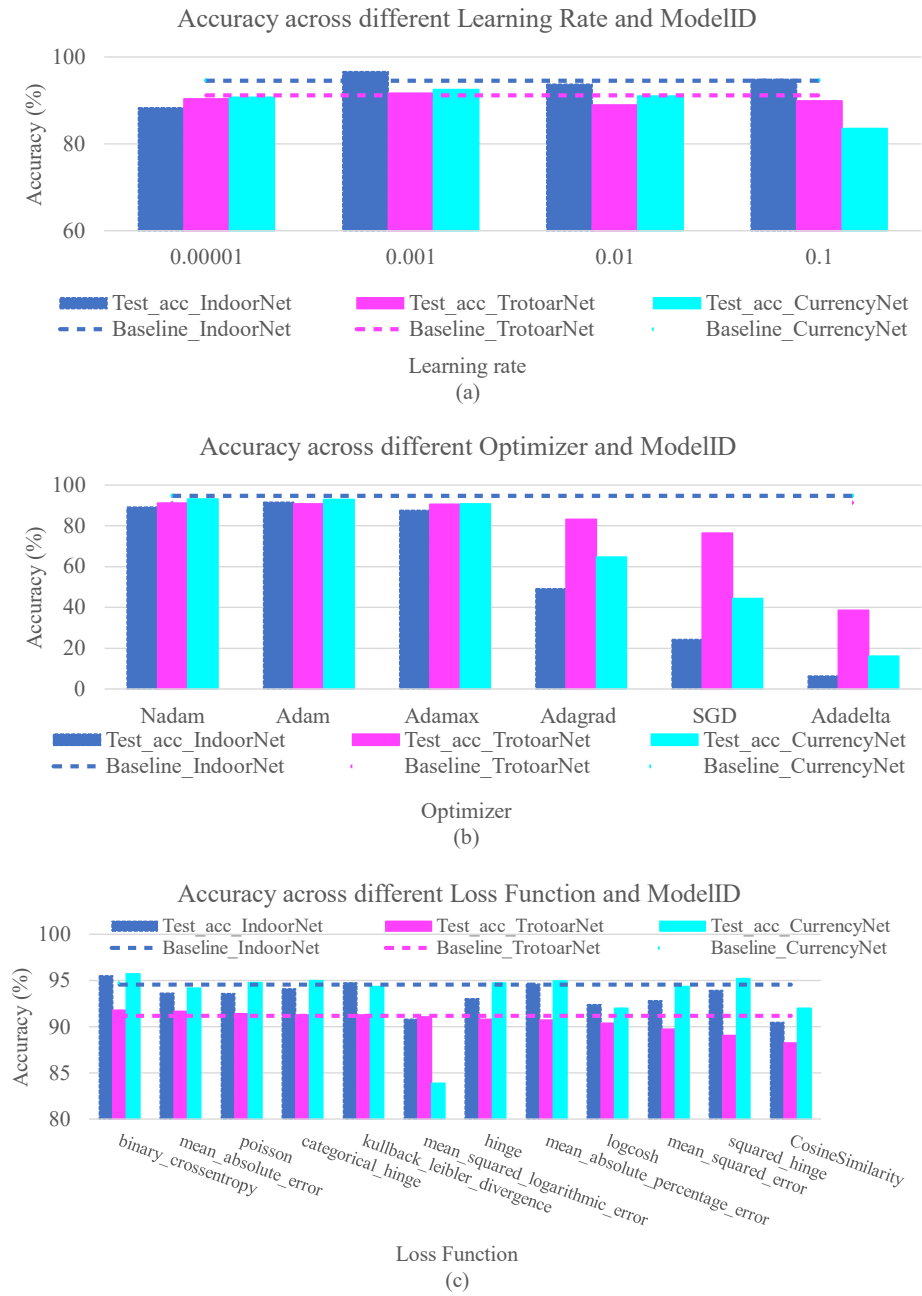 Accuracy across different Learning Rate and ModelID
Accuracy (%)
100
80
60
0.00001 0.001 0.01 0.1
Test_acc_IndoorNet Test_acc_TrotoarNet Test_acc_CurrencyNet
Baseline_IndoorNet Baseline_TrotoarNet Baseline_CurrencyNet
Learning rate
(a)
Accuracy across different Optimizer and ModelID
Accuracy (%)
100
80
60
40
20
0
Nadam Adam Adamax Adagrad SGD Adadelta
Test_acc_IndoorNet Test_acc_TrotoarNet Test_acc_CurrencyNet
Baseline_IndoorNet Baseline_TrotoarNet Baseline_CurrencyNet
Optimizer
(b)
Accuracy across different Loss Function and ModelID
Test_acc_IndoorNet Test_acc_TrotoarNet Test_acc_CurrencyNet
Baseline_IndoorNet Baseline_TrotoarNet Baseline_CurrencyNet
Accuracy (%)
100
95
90
85
80
binary_crossentropy
mean_absolute_error
poisson
categorical_hinge
kullback_leibler_divergence
mean_squared_logarithmic_error
hinge
mean_absolute_percentage_error
logcosh
mean_squared_error
squared_hinge
CosineSimilarity
Loss Function
(c)